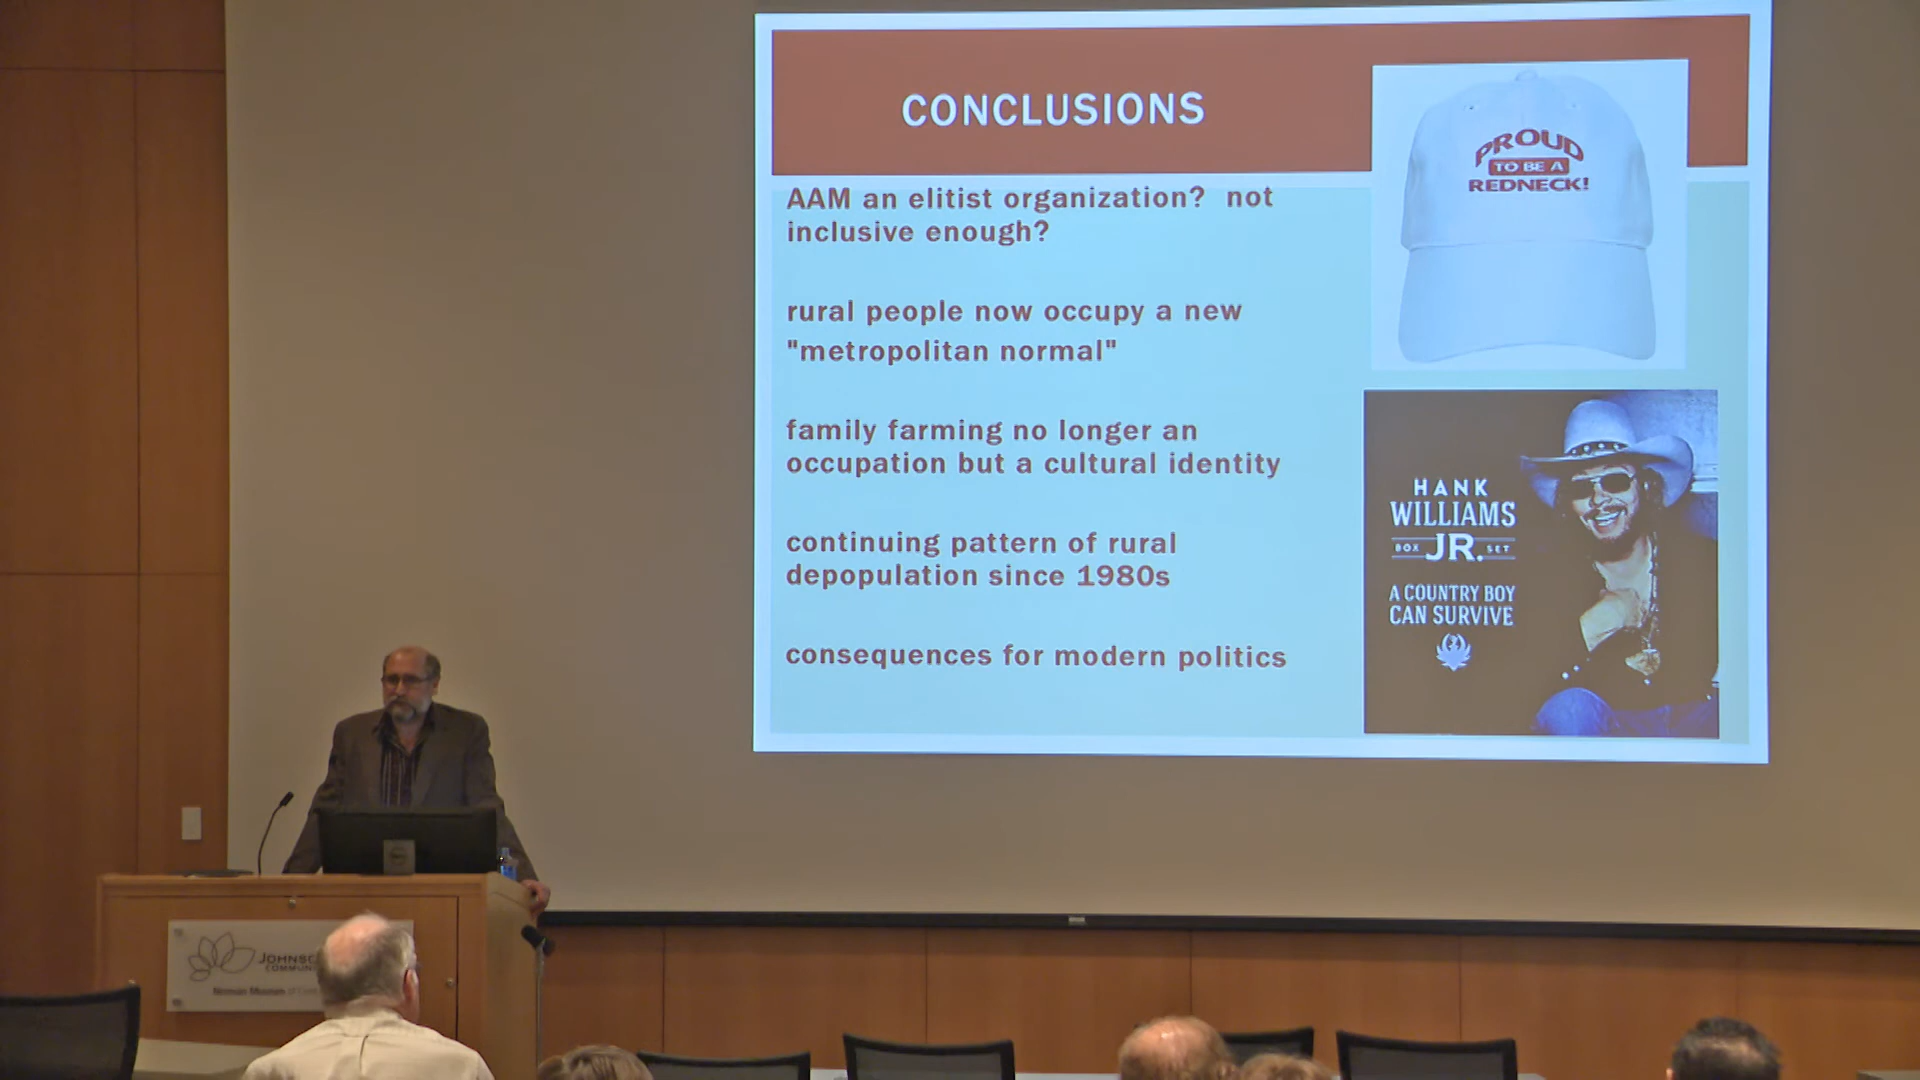 CONCLUSIONS
AAM an elitist organization? not
inclusive enough?
rural people now occupy a new
"metropolitan normal"
family farming no longer an
occupation but a cultural identity
continuing pattern of rural
depopulation since 1980s
consequences for modern politics
PROUD
TO BE A
REDNECK!
HANK
WILLIAMS
BOX JR. SET
A COUNTRY BOY
CAN SURVIVE
Museum of